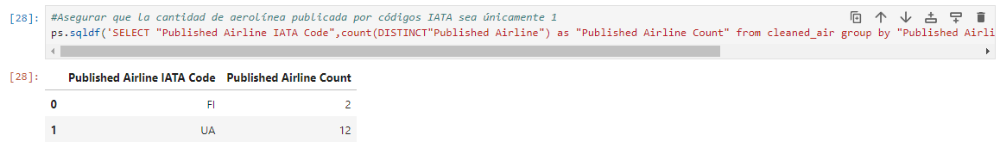 [28]: #Asegurar que la cantidad de aerolínea publicada por códigos IATA sea únicamente 1
ps.sqldf('SELECT "Published Airline IATA Code",count(DISTINCT"Published Airline") as "Published Airline Count" from cleaned_air group by "Published Airli
[28]: Published Airline IATA Code Published Airline Count
0 FI 2
1 UA 12